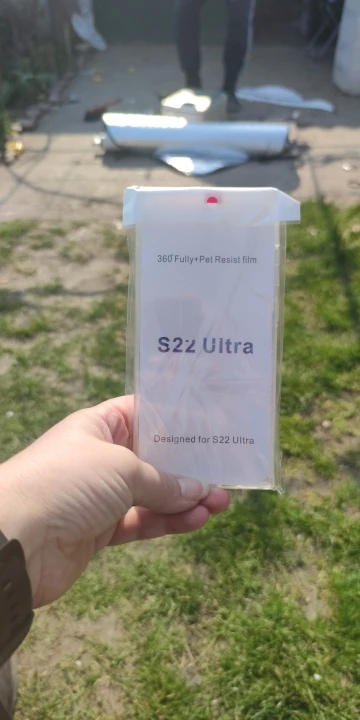 360°Fully+Pet Resist film
S22 Ultra
Designed for S22 Ultra